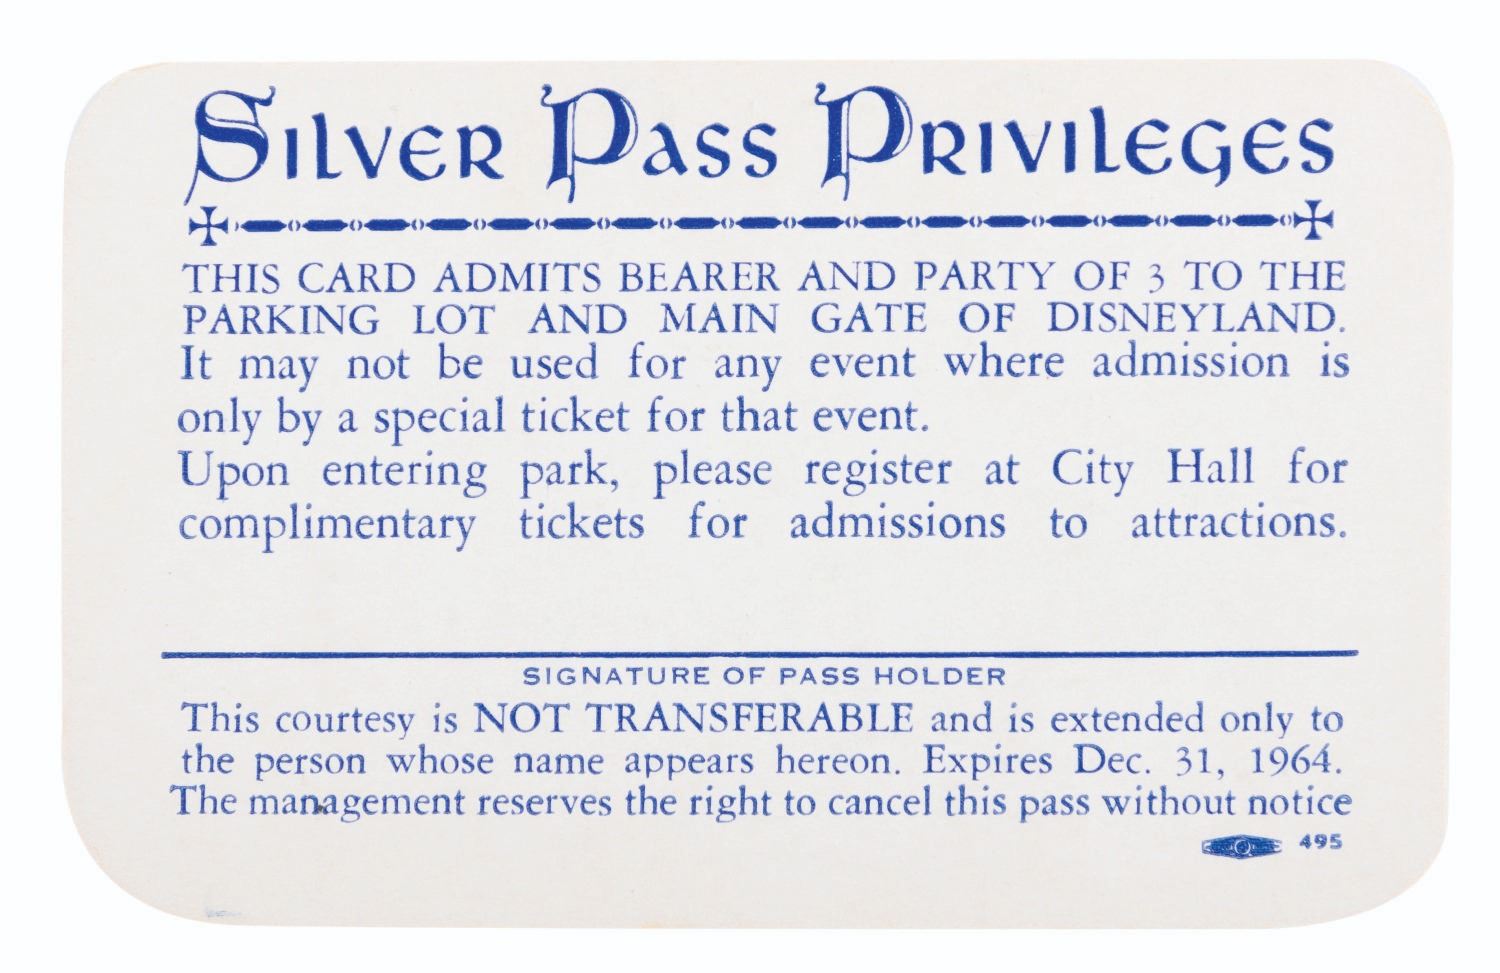 Silver Pass Privileges
THIS CARD ADMITS BEARER AND PARTY OF 3 TO THE
PARKING LOT AND MAIN GATE OF DISNEYLAND.
It may not be used for any event where admission is
only by a special ticket for that event.
Upon entering park, please register at City Hall for
complimentary tickets for admissions to attractions.
SIGNATURE OF PASS HOLDER
This courtesy is NOT TRANSFERABLE and is extended only to
the person whose name appears hereon. Expires Dec. 31, 1964.
The management reserves the right to cancel this pass without notice
495